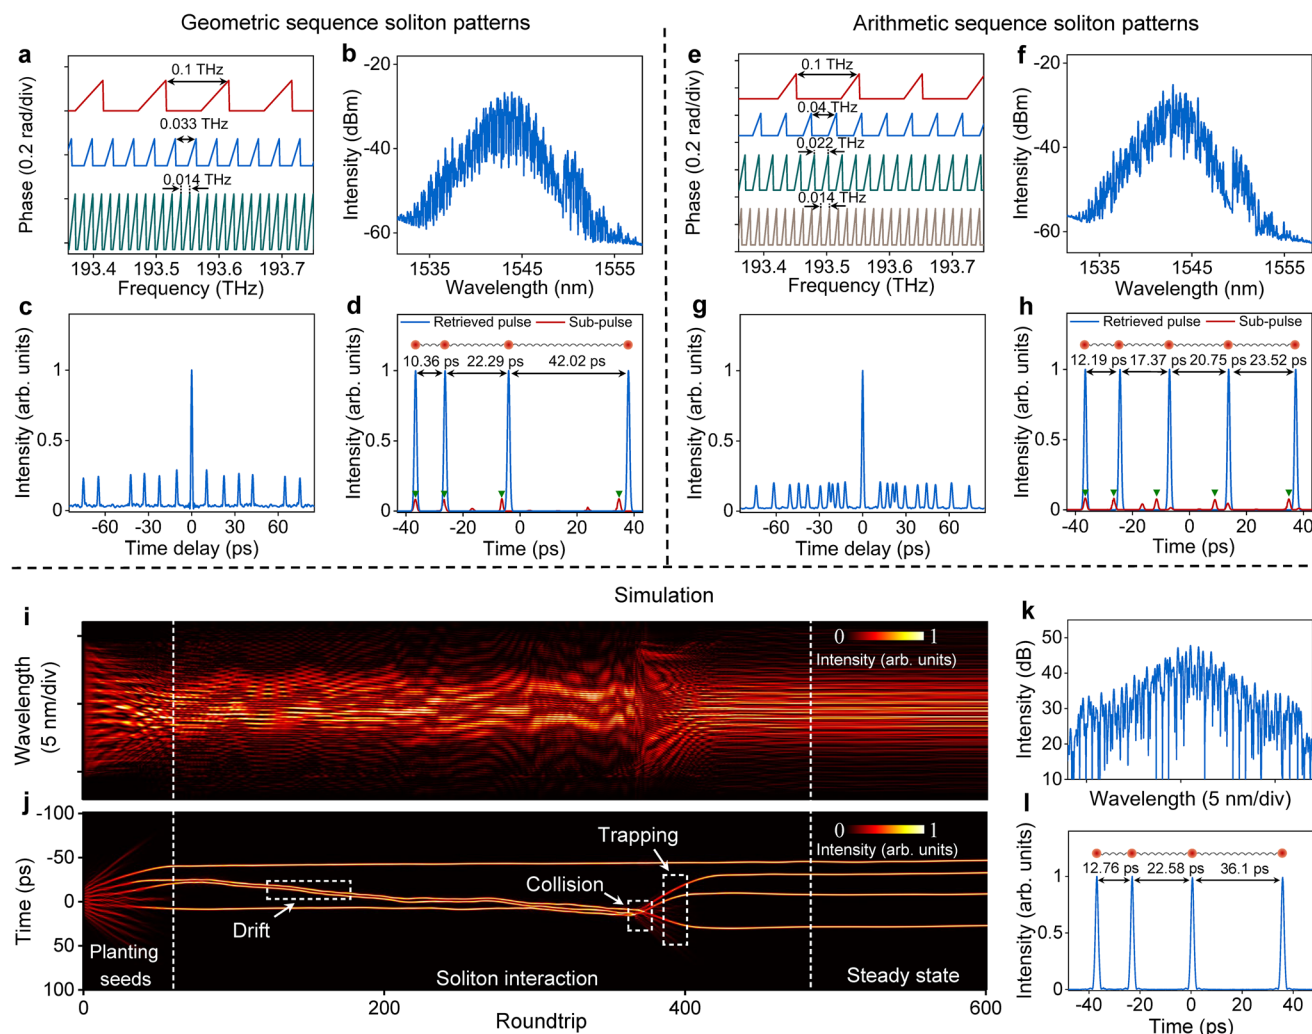 Geometric sequence soliton patterns
Arithmetic sequence soliton patterns
a
Phase (0.2 rad/div)
0.1 THz
0.033 THz
0.014 THz
193.4
193.5
193.6
193.7
Frequency (THz)
b
Intensity (dBm)
-20
-40
-60
1535
1545
1555
Wavelength (nm)
e
Phase (0.2 rad/div)
0.1 THz
0.04 THz
0.022 THz
0.014 THz
193.4
193.5
193.6
193.7
Frequency (THz)
f
Intensity (dBm)
-20
-40
-60
1535
1545
1555
Wavelength (nm)
c
Intensity (arb. units)
1
0.5
0
-60
-30
0
30
60
Time delay (ps)
d
Intensity (arb. units)
Retrieved pulse
Sub-pulse
10.36 ps
22.29 ps
42.02 ps
1
0.5
0
-40
-20
0
20
40
Time (ps)
g
Intensity (arb. units)
1
0.5
0
-60
-30
0
30
60
Time delay (ps)
h
Intensity (arb. units)
Retrieved pulse
Sub-pulse
12.19 ps
17.37 ps
20.75 ps
23.52 ps
1
0.5
0
-40
-20
0
20
40
Time (ps)
Simulation
i
Wavelength
(5 nm/div)
0
1
Intensity (arb. units)
j
Time (ps)
-100
-50
0
50
100
0
1
Intensity (arb. units)
Trapping
Collision
Drift
Planting
seeds
Soliton interaction
Steady state
0
200
400
600
Roundtrip
k
Intensity (dB)
50
40
30
20
10
Wavelength (5 nm/div)
l
Intensity (arb. units)
12.76 ps
22.58 ps
36.1 ps
1
0.5
0
-40
-20
0
20
40
Time (ps)